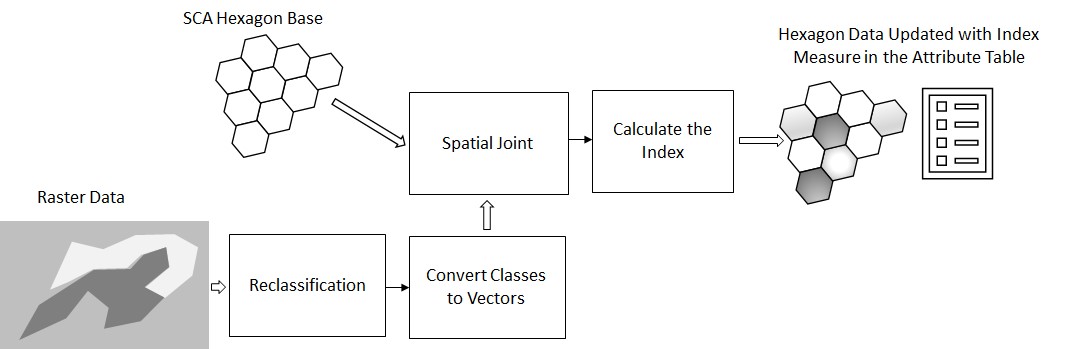 SCA Hexagon Base
Hexagon Data Updated with Index
Measure in the Attribute Table
Spatial Joint
Calculate the
Index
Raster Data
Reclassification
Convert Classes
to Vectors